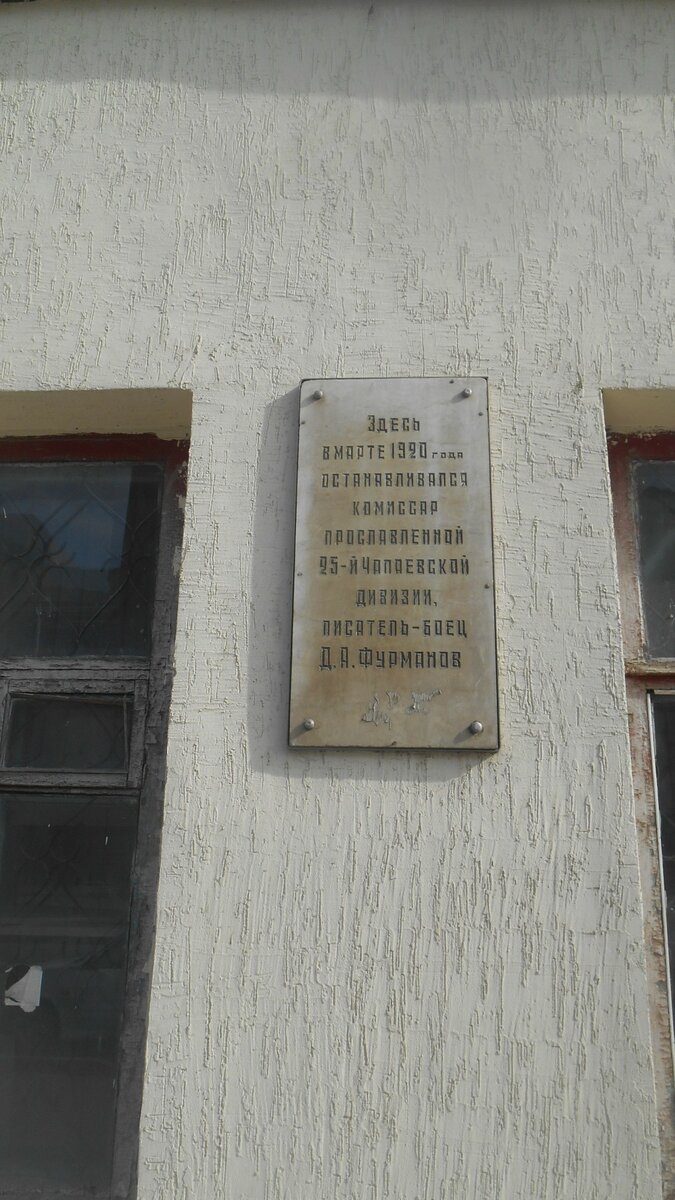 Здесь
в марте 1920 года
останавливался
комиссар
прославленной
25-й Чапаевской
дивизии,
писатель-боец
Д.А.Фурманов